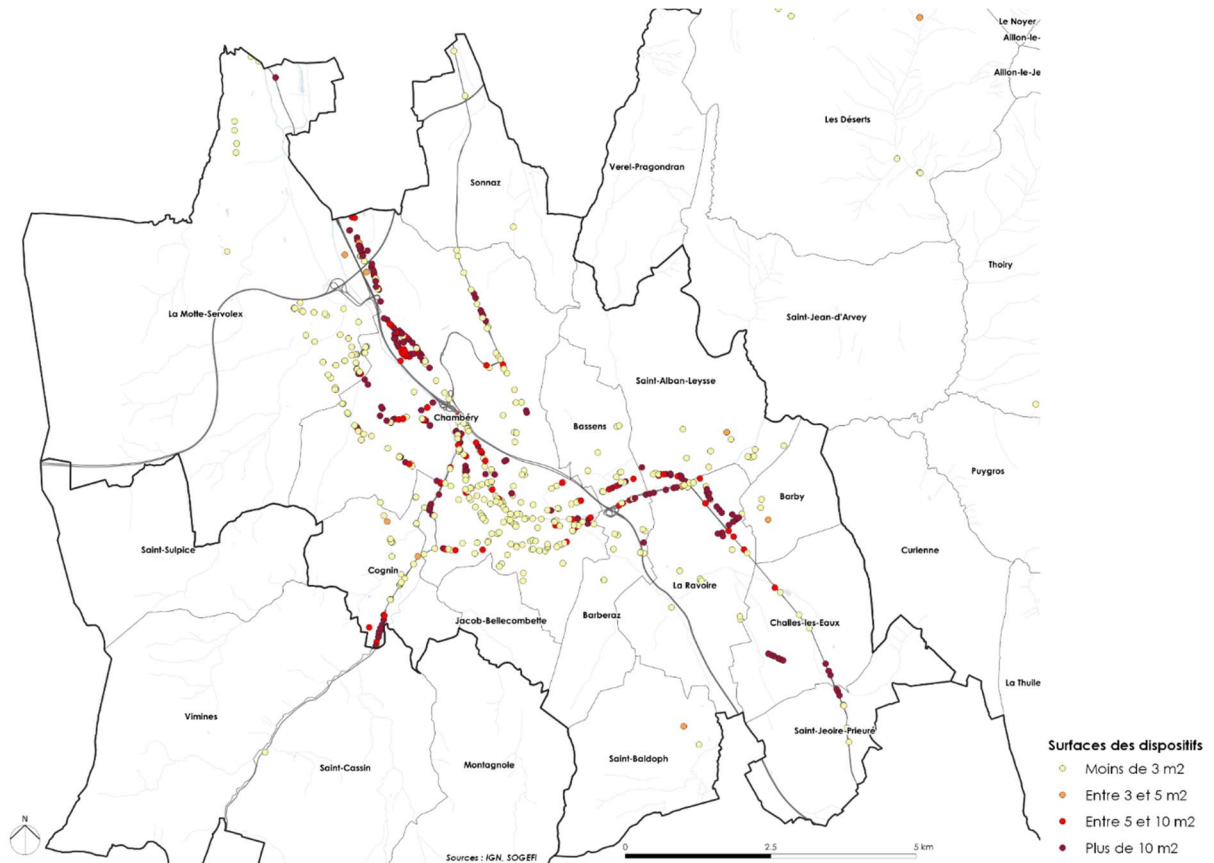 Le Noyer
Aillon-le-
Aillon-le-Je
Les Déserts
Verel-Pragondran
Sonnaz
Thoiry
La Motte-Servolex
Saint-Jean-d'Arvey
Saint-Alban-Leysse
Chambéry
Bassens
Puygros
Barby
Saint-Sulpice
Curienne
Cognin
La Ravoire
Jacob-Bellecombette
Barberaz
Challes-les-Eaux
La Thuile
Vimines
Saint-Jeoire-Prieuré
Saint-Cassin
Montagnole
Saint-Baldoph
Surfaces des dispositifs
Moins de 3 m2
Entre 3 et 5 m2
Entre 5 et 10 m2
Plus de 10 m2
Sources : IGN, SOGEFI
0 2.5 5 km
N